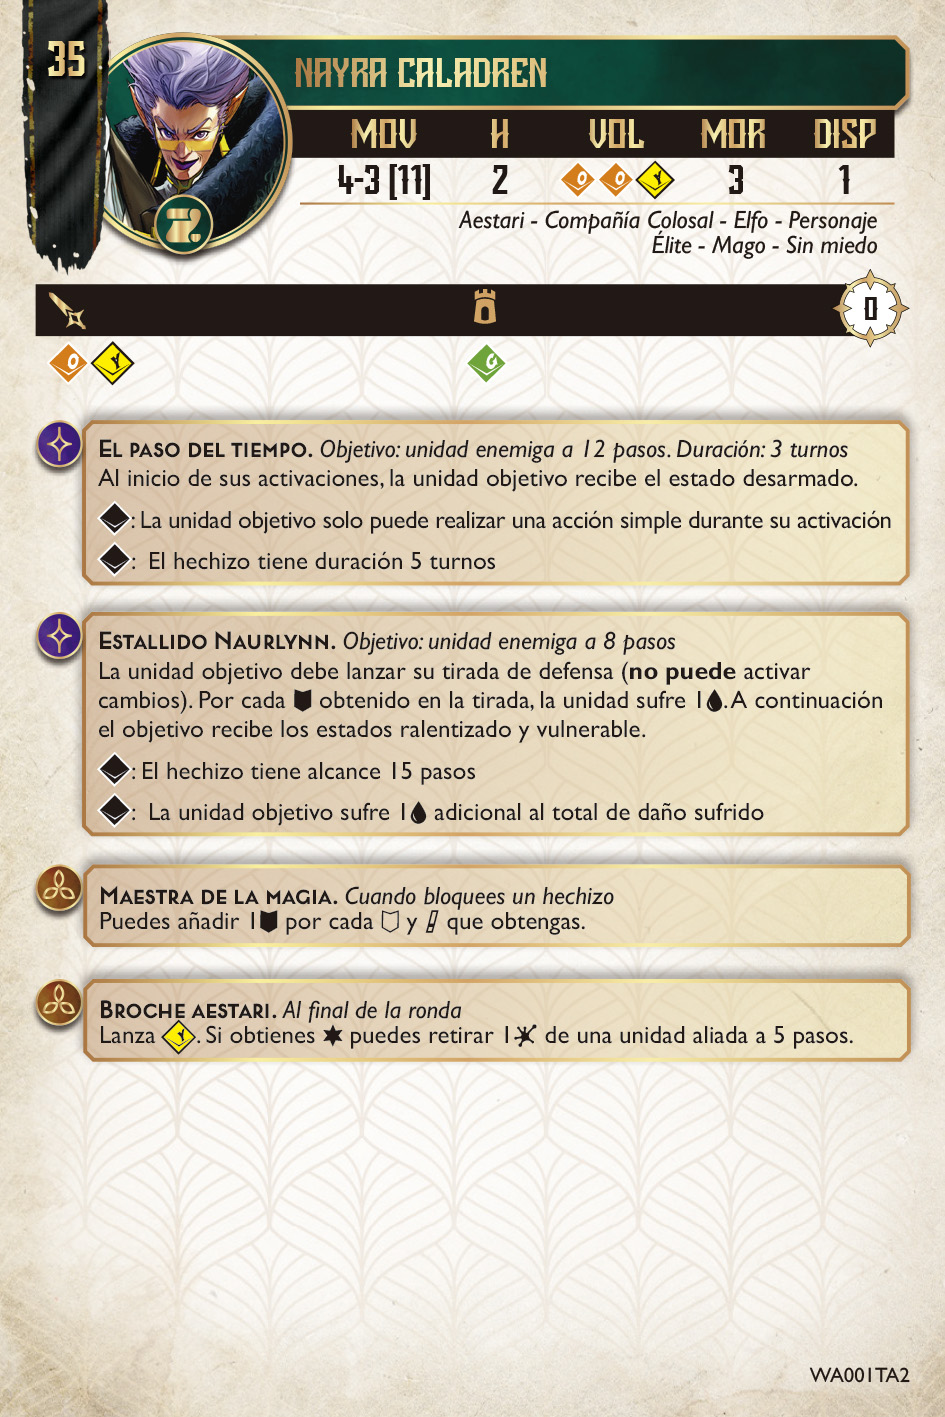 35
NAYRA CALADREN
MOV H VOL MOR DISP
4-3 [11] 2 O O Y 3 1
Aestari - Compañía Colosal - Elfo - Personaje
Élite - Mago - Sin miedo
0
O Y G
EL PASO DEL TIEMPO. Objetivo: unidad enemiga a 12 pasos. Duración: 3 turnos
Al inicio de sus activaciones, la unidad objetivo recibe el estado desarmado.
: La unidad objetivo solo puede realizar una acción simple durante su activación
: El hechizo tiene duración 5 turnos
ESTALLIDO NAURLYNN. Objetivo: unidad enemiga a 8 pasos
La unidad objetivo debe lanzar su tirada de defensa (no puede activar
cambios). Por cada obtenido en la tirada, la unidad sufre 1. A continuación
el objetivo recibe los estados ralentizado y vulnerable.
: El hechizo tiene alcance 15 pasos
: La unidad objetivo sufre 1 adicional al total de daño sufrido
MAESTRA DE LA MAGIA. Cuando bloquees un hechizo
Puedes añadir 1 por cada y que obtengas.
BROCHE AESTARI. Al final de la ronda
Lanza Y. Si obtienes puedes retirar 1 de una unidad aliada a 5 pasos.
WA001TA2